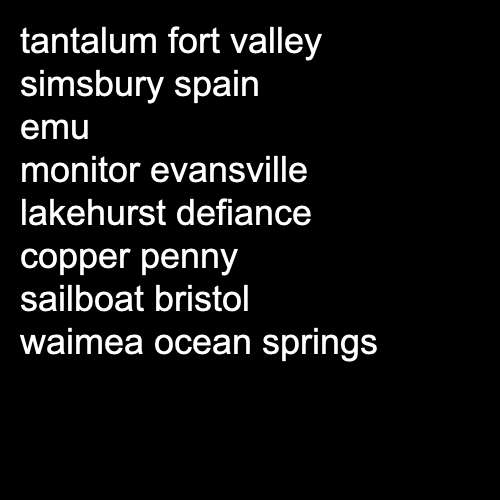 tantalum fort valley
simsbury spain
emu
monitor evansville
lakehurst defiance
copper penny
sailboat bristol
waimea ocean springs